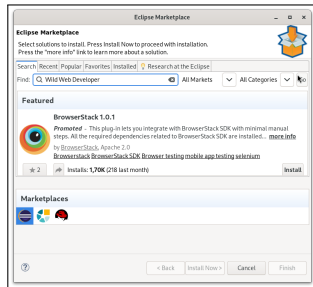 Eclipse Marketplace
Eclipse Marketplace
Select solutions to install. Press Install Now to proceed with installation.
Press the "more info" link to learn more about a solution.
Search Recent Popular Favorites Installed Research at the Eclipse
Find: Wild Web Developer All Markets All Categories Go
Featured
BrowserStack 1.0.1
Promoted - This plug-in lets you integrate with BrowserStack SDK with minimal manual
steps. All the required dependencies related to BrowserStack SDK are installed... more info
by BrowserStack, Apache 2.0
Browserstack BrowserStack SDK Browser testing mobile app testing selenium
2 Installs: 1,70K (218 last month) Install
Marketplaces
< Back Install Now > Cancel Finish